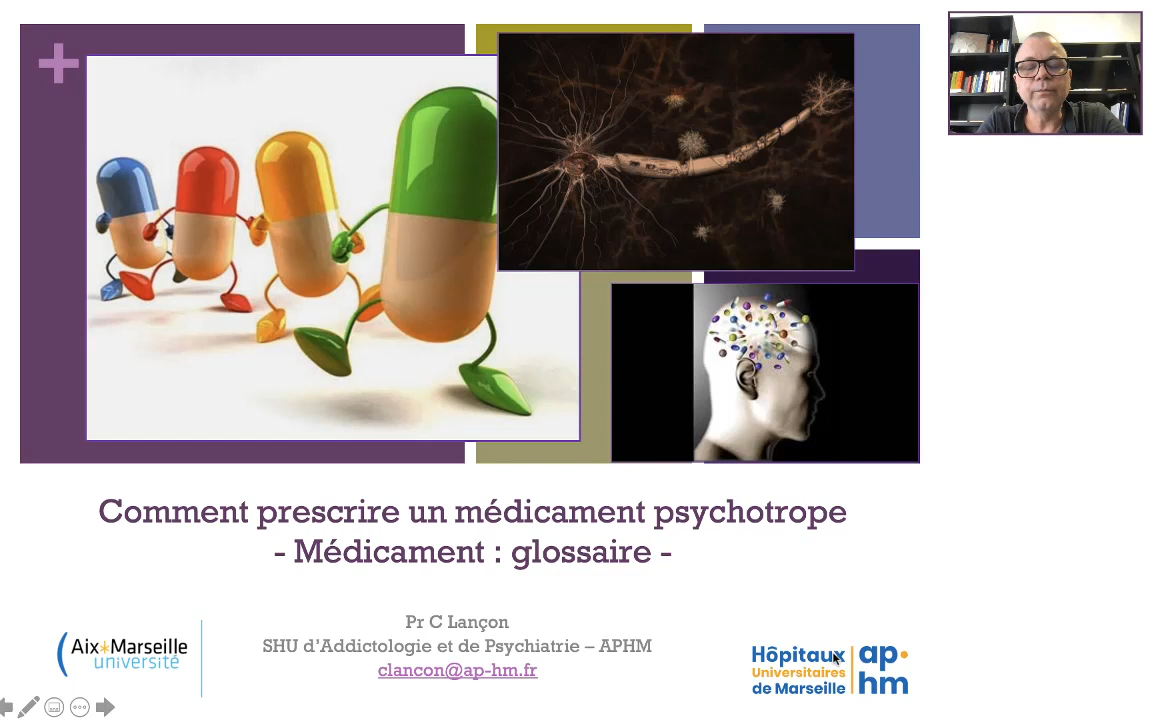 Comment prescrire un médicament psychotrope
- Médicament : glossaire -
Pr C Lançon
SHU d'Addictologie et de Psychiatrie – APHM
clancon@ap-hm.fr
Aix*Marseille
université
Hôpitaux
Universitaires
de Marseille
ap•
hm